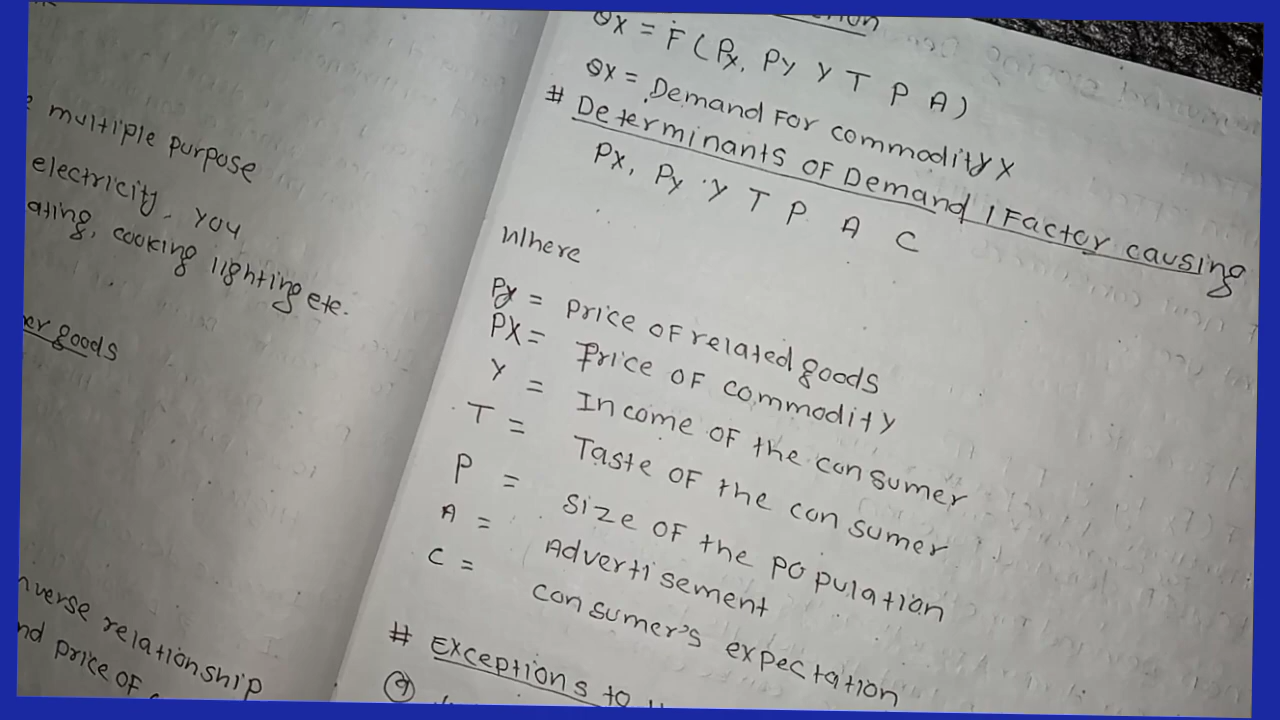 multiple purpose
electricity, you
ating, cooking lighting etc.
er goods
nverse relationship
nd price of
θX = F (Px, Py Y T P A)
θX = Demand For commodity X
# Determinants OF Demand / Factor causing
PX, Py Y T P A C
Where
Py = Price OF related goods
PX = Price OF commodity
Y = Income OF the consumer
T = Taste OF the consumer
P = Size OF the population
A = Advertisement
C = consumer's expectation
# Exceptions to